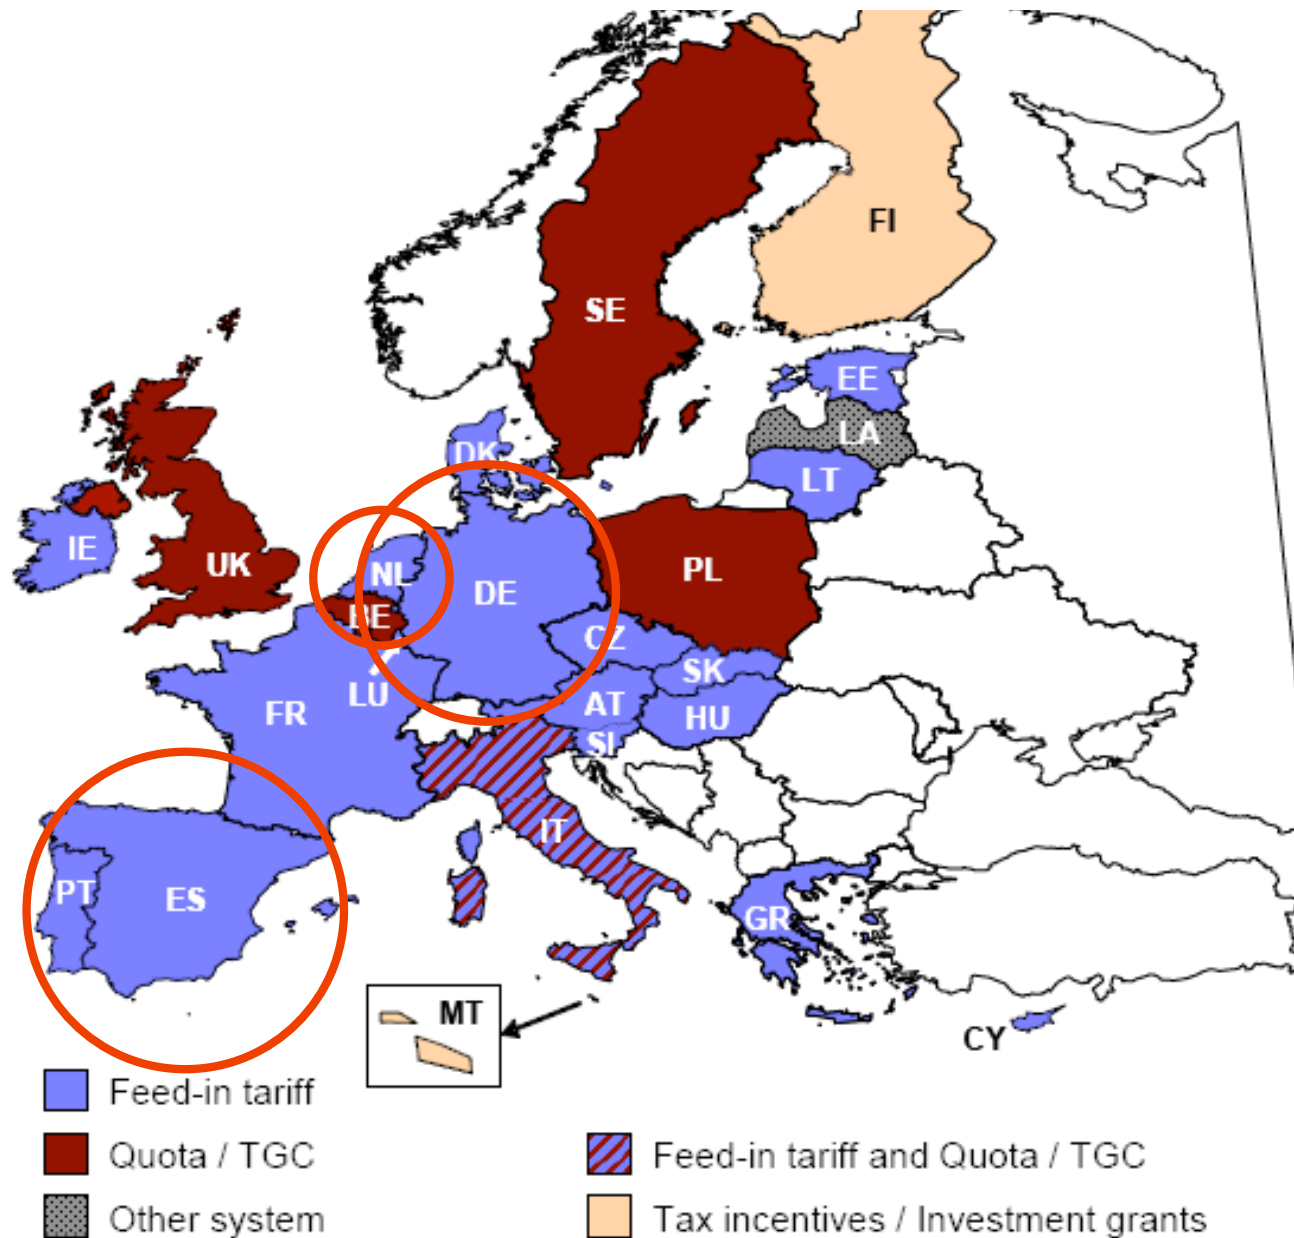 FI
SE
EE
LA
LT
DK
IE
UK
NL
BE
DE
PL
CZ
SK
LU
FR
AT
HU
SI
IT
PT
ES
GR
MT
CY
Feed-in tariff
Quota / TGC
Feed-in tariff and Quota / TGC
Other system
Tax incentives / Investment grants